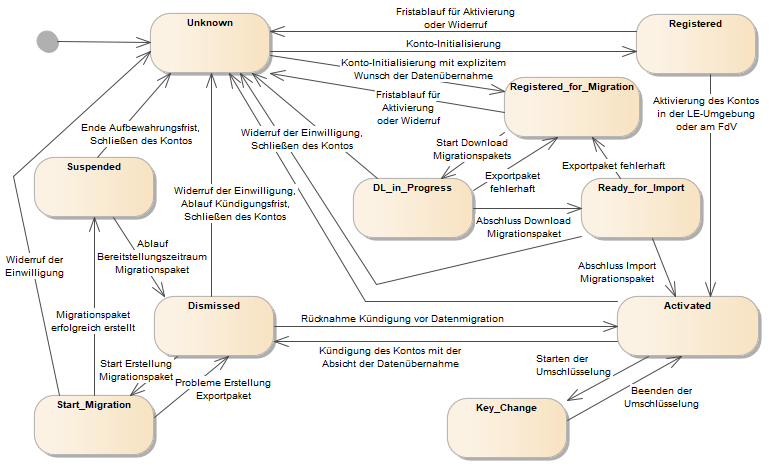 Unknown
Fristablauf für Aktivierung
oder Widerruf
Registered
Konto-Initialisierung
Konto-Initialisierung mit explizitem
Wunsch der Datenübernahme
Registered_for_Migration
Fristablauf für
Aktivierung
oder Widerruf
Aktivierung des Kontos
in der LE-Umgebung
oder am FdV
Ende Aufbewahrungsfrist,
Schließen des Kontos
Widerruf der Einwilligung,
Schließen des Kontos
Start Download
Migrationspakets
Exportpaket fehlerhaft
Suspended
Exportpaket
fehlerhaft
DL_in_Progress
Ready_for_Import
Widerruf der Einwilligung,
Ablauf Kündigungsfrist,
Schließen des Kontos
Abschluss Download
Migrationspaket
Ablauf
Bereitstellungszeitraum
Migrationspaket
Widerruf der
Einwilligung
Abschluss Import
Migrationspaket
Dismissed
Activated
Migrationspaket
erfolgreich erstellt
Rücknahme Kündigung vor Datenmigration
Kündigung des Kontos mit der
Absicht der Datenübernahme
Start Erstellung
Migrationspaket
Probleme Erstellung
Exportpaket
Starten der
Umschlüsselung
Beenden der
Umschlüsselung
Start_Migration
Key_Change